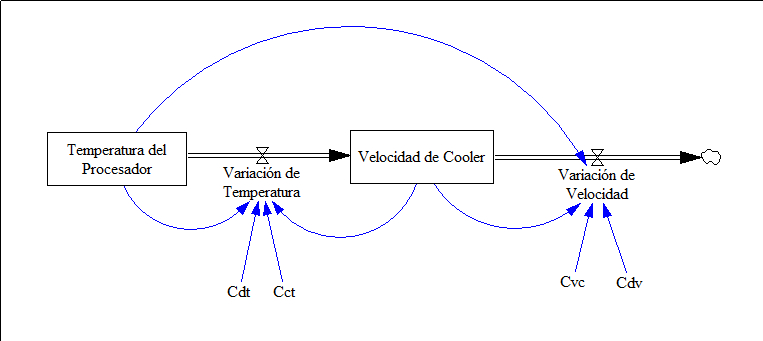 Temperatura del
Procesador
Variación de
Temperatura
Velocidad de Cooler
Variación de
Velocidad
Cdt
Cct
Cvc
Cdv